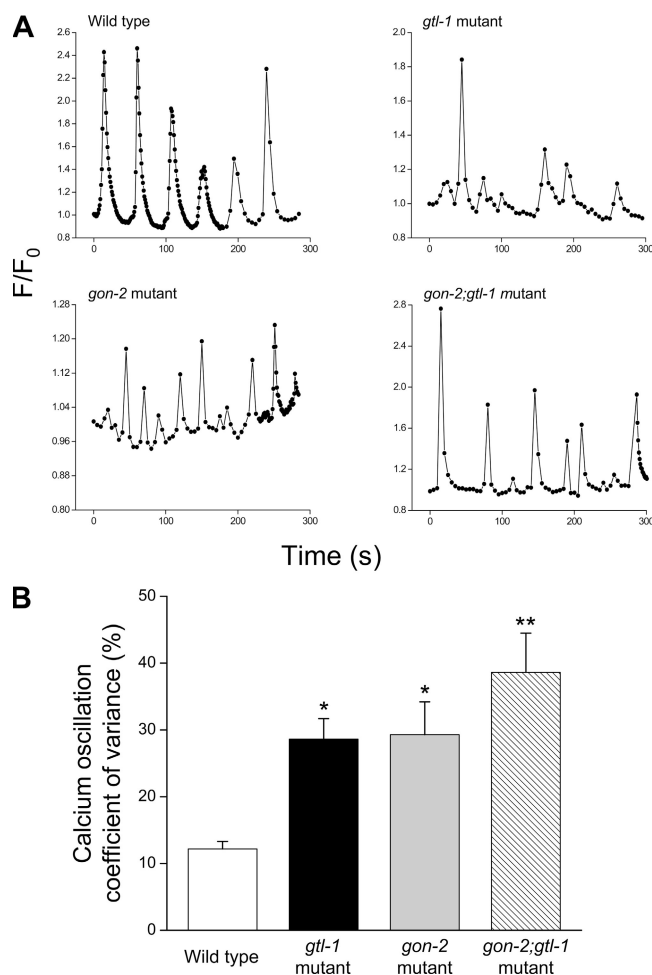 A
Wild type
2.6
2.4
2.2
2.0
1.8
1.6
1.4
1.2
1.0
0.8
0 100 200 300
gtl-1 mutant
2.0
1.8
1.6
1.4
1.2
1.0
0.8
0 100 200 300
F/F0
gon-2 mutant
1.28
1.20
1.12
1.04
0.96
0.88
0.80
0 100 200 300
gon-2;gtl-1 mutant
2.8
2.4
2.0
1.6
1.2
0.8
0 100 200 300
Time (s)
B
Calcium oscillation
coefficient of variance (%)
50
40
30
20
10
0
*
*
**
Wild type
gtl-1
mutant
gon-2
mutant
gon-2;gtl-1
mutant